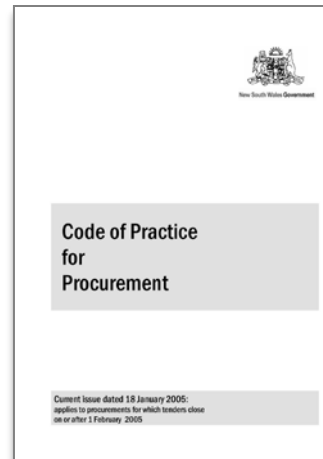 New South Wales Government
Code of Practice
for
Procurement
Current issue dated 18 January 2005:
applies to procurements for which tenders close
on or after 1 February 2005